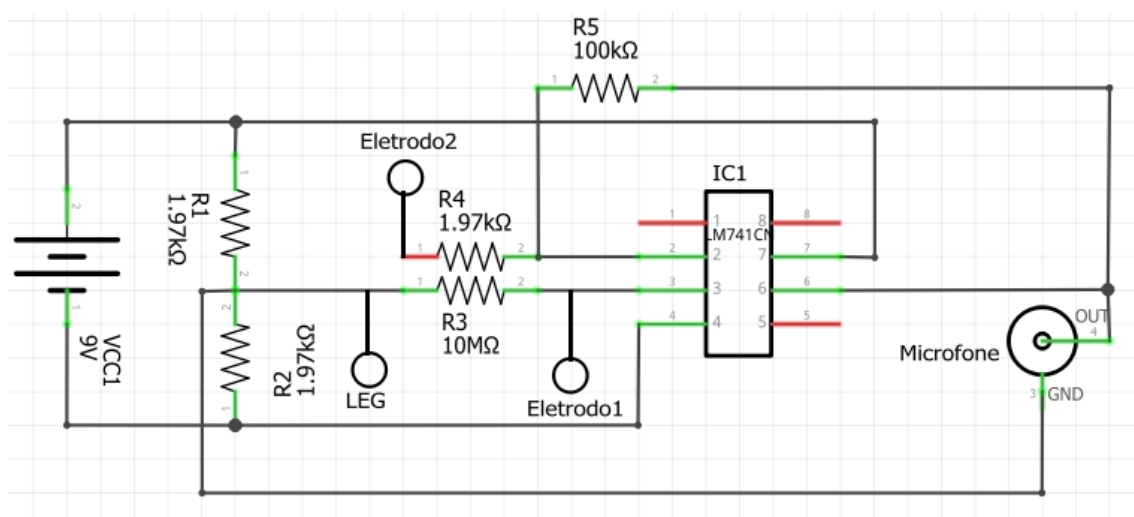 R5
100kΩ
1
2
Eletrodo2
IC1
2
1
R1
1.97kΩ
R4
1.97kΩ
1
2
1
1
8
8
LM741CN
2
2
7
7
2
1
2
3
3
6
6
2
R3
10MΩ
4
4
5
5
OUT
4
1
VCC1
9V
R2
1.97kΩ
1
LEG
Eletrodo1
Microfone
3
GND